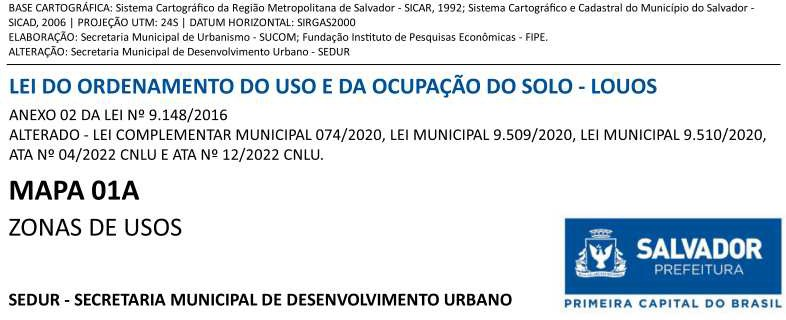 BASE CARTOGRÁFICA: Sistema Cartográfico da Região Metropolitana de Salvador - SICAR, 1992; Sistema Cartográfico e Cadastral do Município do Salvador -
SICAD, 2006 | PROJEÇÃO UTM: 24S | DATUM HORIZONTAL: SIRGAS2000
ELABORAÇÃO: Secretaria Municipal de Urbanismo - SUCOM; Fundação Instituto de Pesquisas Econômicas - FIPE.
ALTERAÇÃO: Secretaria Municipal de Desenvolvimento Urbano - SEDUR
LEI DO ORDENAMENTO DO USO E DA OCUPAÇÃO DO SOLO - LOUOS
ANEXO 02 DA LEI Nº 9.148/2016
ALTERADO - LEI COMPLEMENTAR MUNICIPAL 074/2020, LEI MUNICIPAL 9.509/2020, LEI MUNICIPAL 9.510/2020,
ATA Nº 04/2022 CNLU E ATA Nº 12/2022 CNLU.
MAPA 01A
ZONAS DE USOS
SALVADOR
PREFEITURA
PRIMEIRA CAPITAL DO BRASIL
SEDUR - SECRETARIA MUNICIPAL DE DESENVOLVIMENTO URBANO